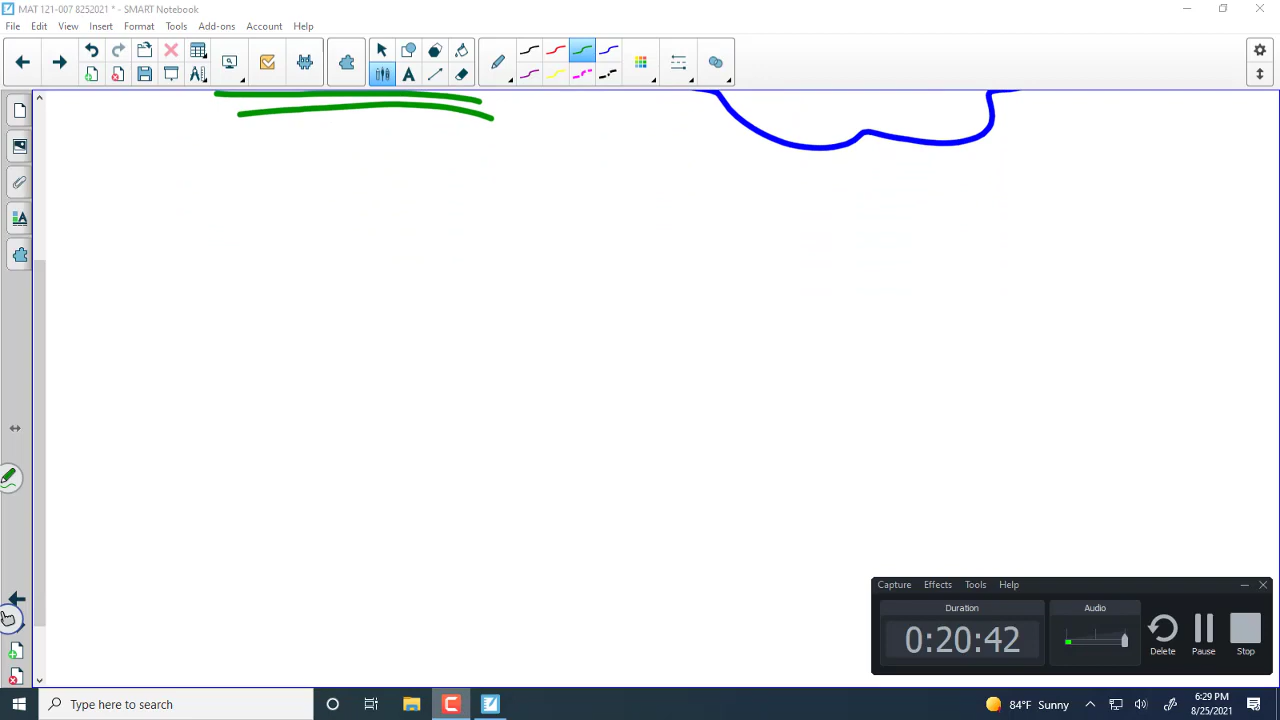 MAT 121-007 8252021 * - SMART Notebook
File Edit View Insert Format Tools Add-ons Account Help
Capture Effects Tools Help
Duration Audio
0:20:42
Delete Pause Stop
Type here to search
84°F Sunny
6:29 PM
8/25/2021